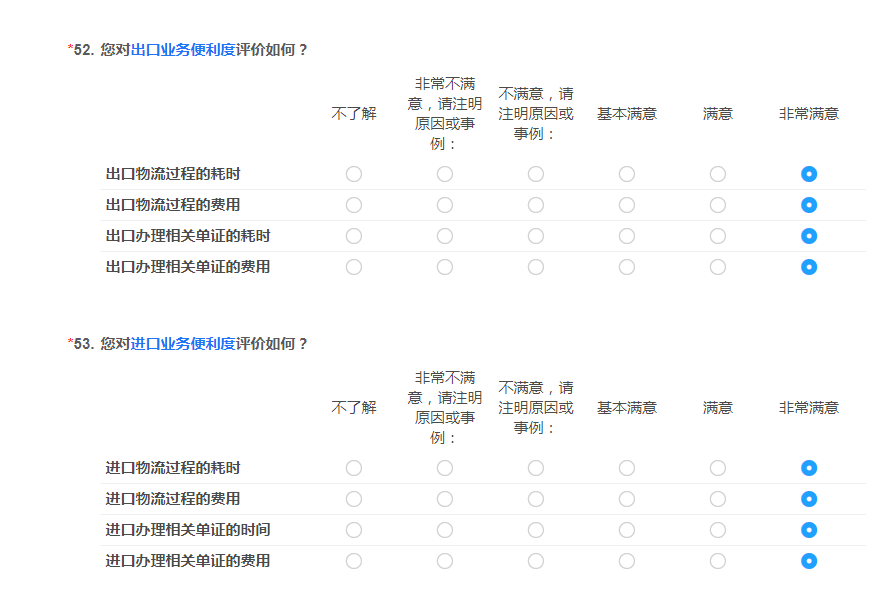 *52. 您对出口业务便利度评价如何？
不了解 非常不满意，请注明原因或事例： 不满意，请注明原因或事例： 基本满意 满意 非常满意
出口物流过程的耗时
出口物流过程的费用
出口办理相关单证的耗时
出口办理相关单证的费用
*53. 您对进口业务便利度评价如何？
不了解 非常不满意，请注明原因或事例： 不满意，请注明原因或事例： 基本满意 满意 非常满意
进口物流过程的耗时
进口物流过程的费用
进口办理相关单证的时间
进口办理相关单证的费用